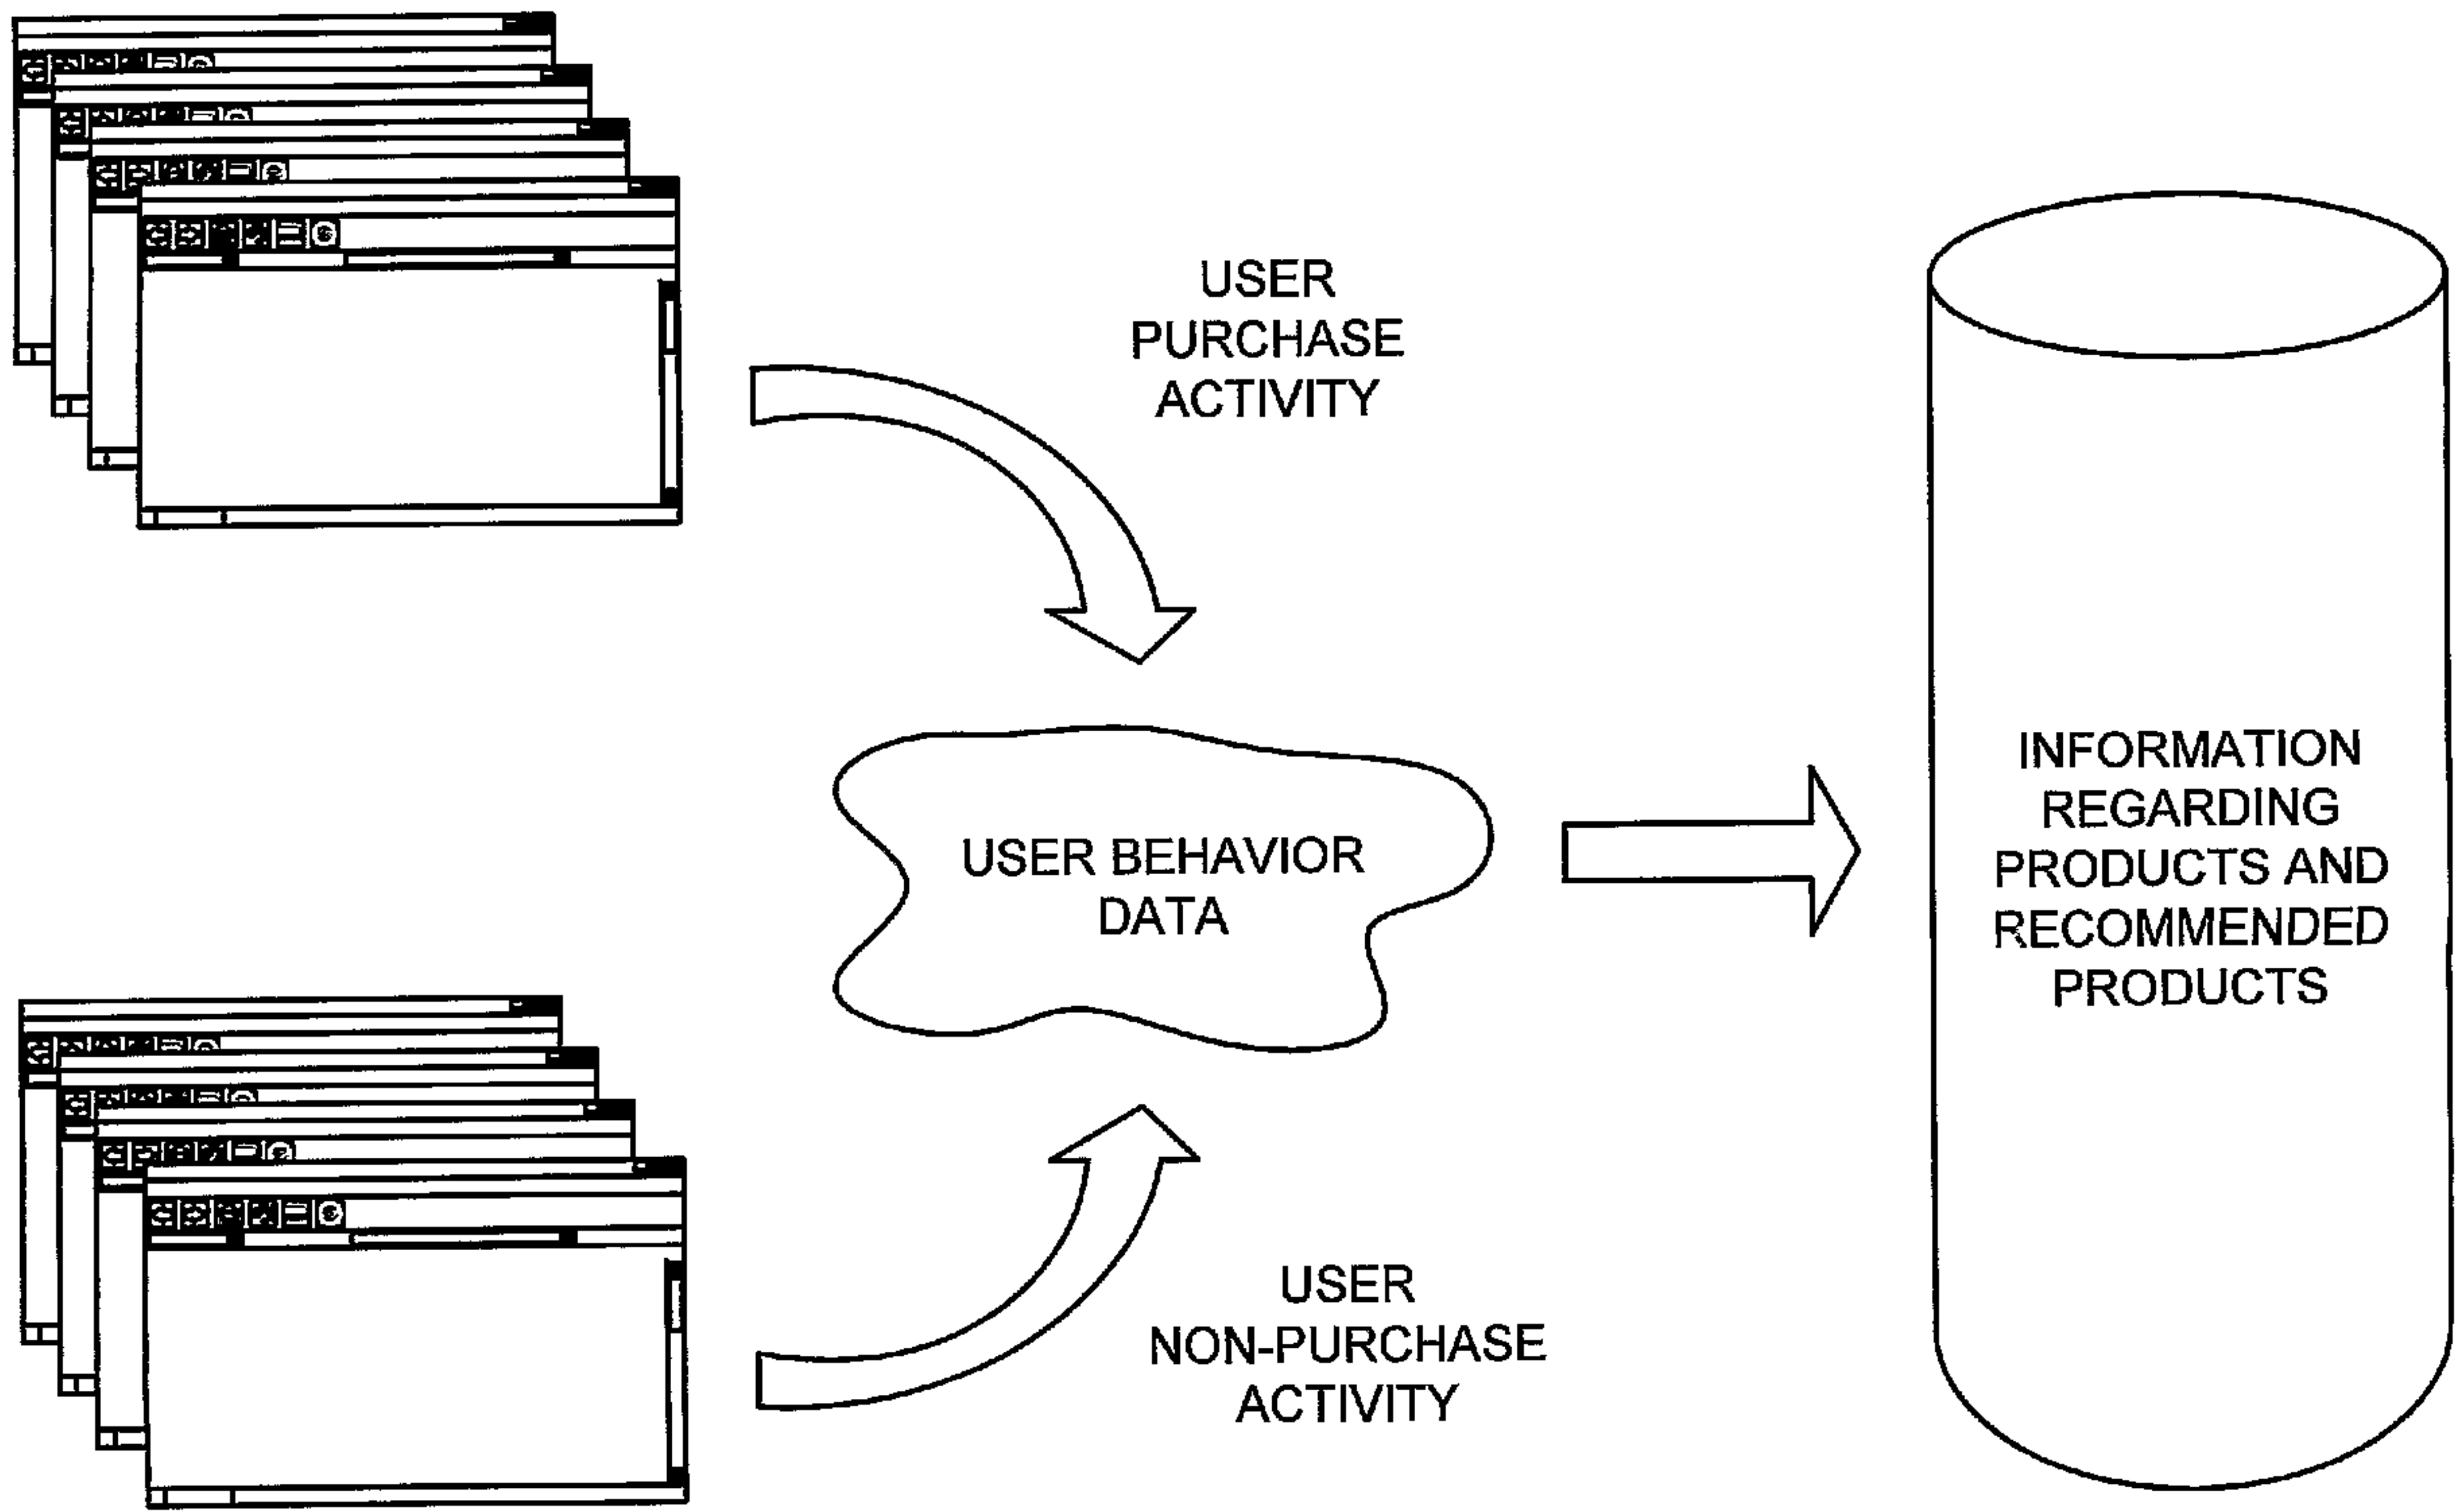 USER
PURCHASE
ACTIVITY
USER BEHAVIOR
DATA
INFORMATION
REGARDING
PRODUCTS AND
RECOMMENDED
PRODUCTS
USER
NON-PURCHASE
ACTIVITY